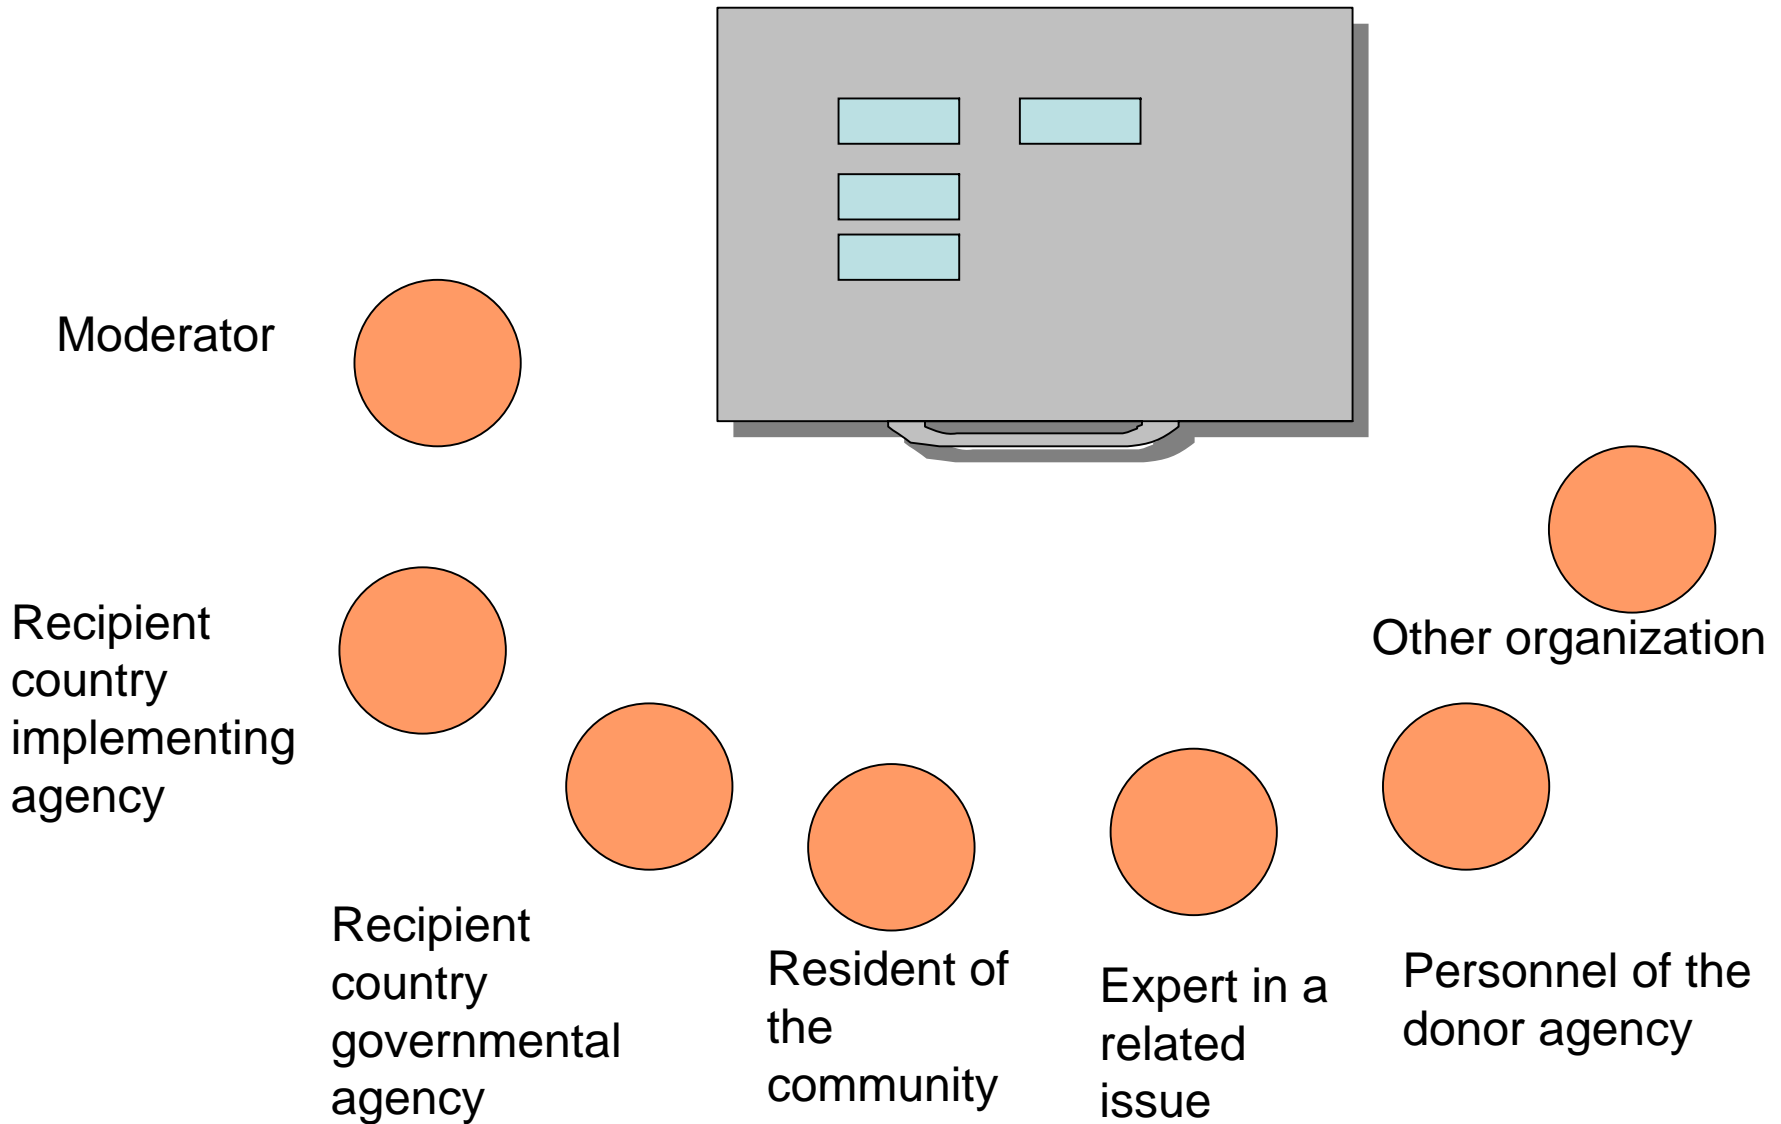 Moderator
Recipient
country
implementing
agency
Recipient
country
governmental
agency
Resident of
the
community
Expert in a
related
issue
Personnel of the
donor agency
Other organization